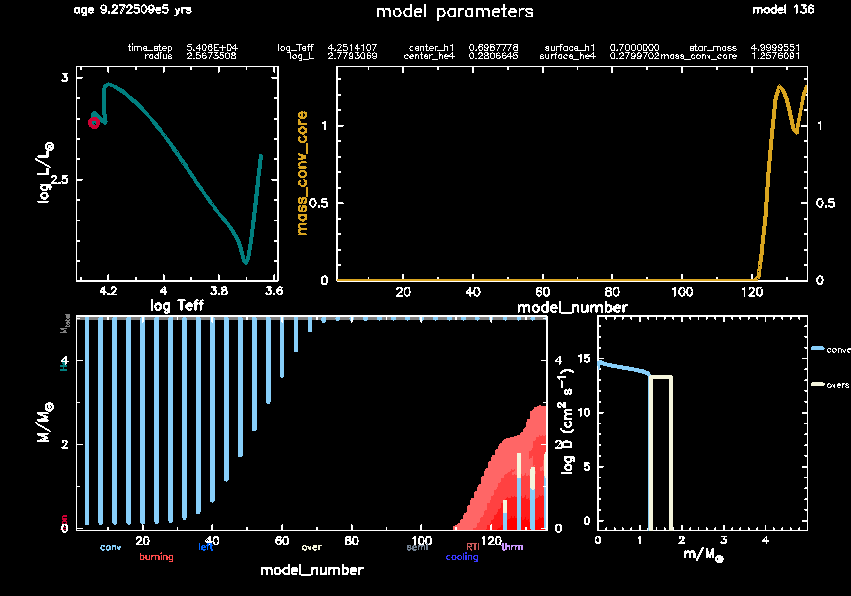 age 9.272509e5 yrs model parameters model 136
time_step 5.406E+04 log_Teff 4.2514107 center_h1 0.6967776 surface_h1 0.7000000 star_mass 4.9999551
radius 2.5673508 log_L 2.7793069 center_he4 0.2806645 surface_he4 0.2799702 mass_conv_core 1.2576091
3
2.5
log L/L☉
4.2 4 3.8 3.6
log Teff
mass_conv_core
1 1
0.5 0.5
0 0
20 40 60 80 100 120
model_number
M total
He
M/M☉
4 4
2 2
0 0
20 40 60 80 100 120
conv left over semi RTI thrm
burning cooling
model_number
log D (cm² s⁻¹)
15
10
5
0
0 1 2 3 4
m/M☉
conve
overs